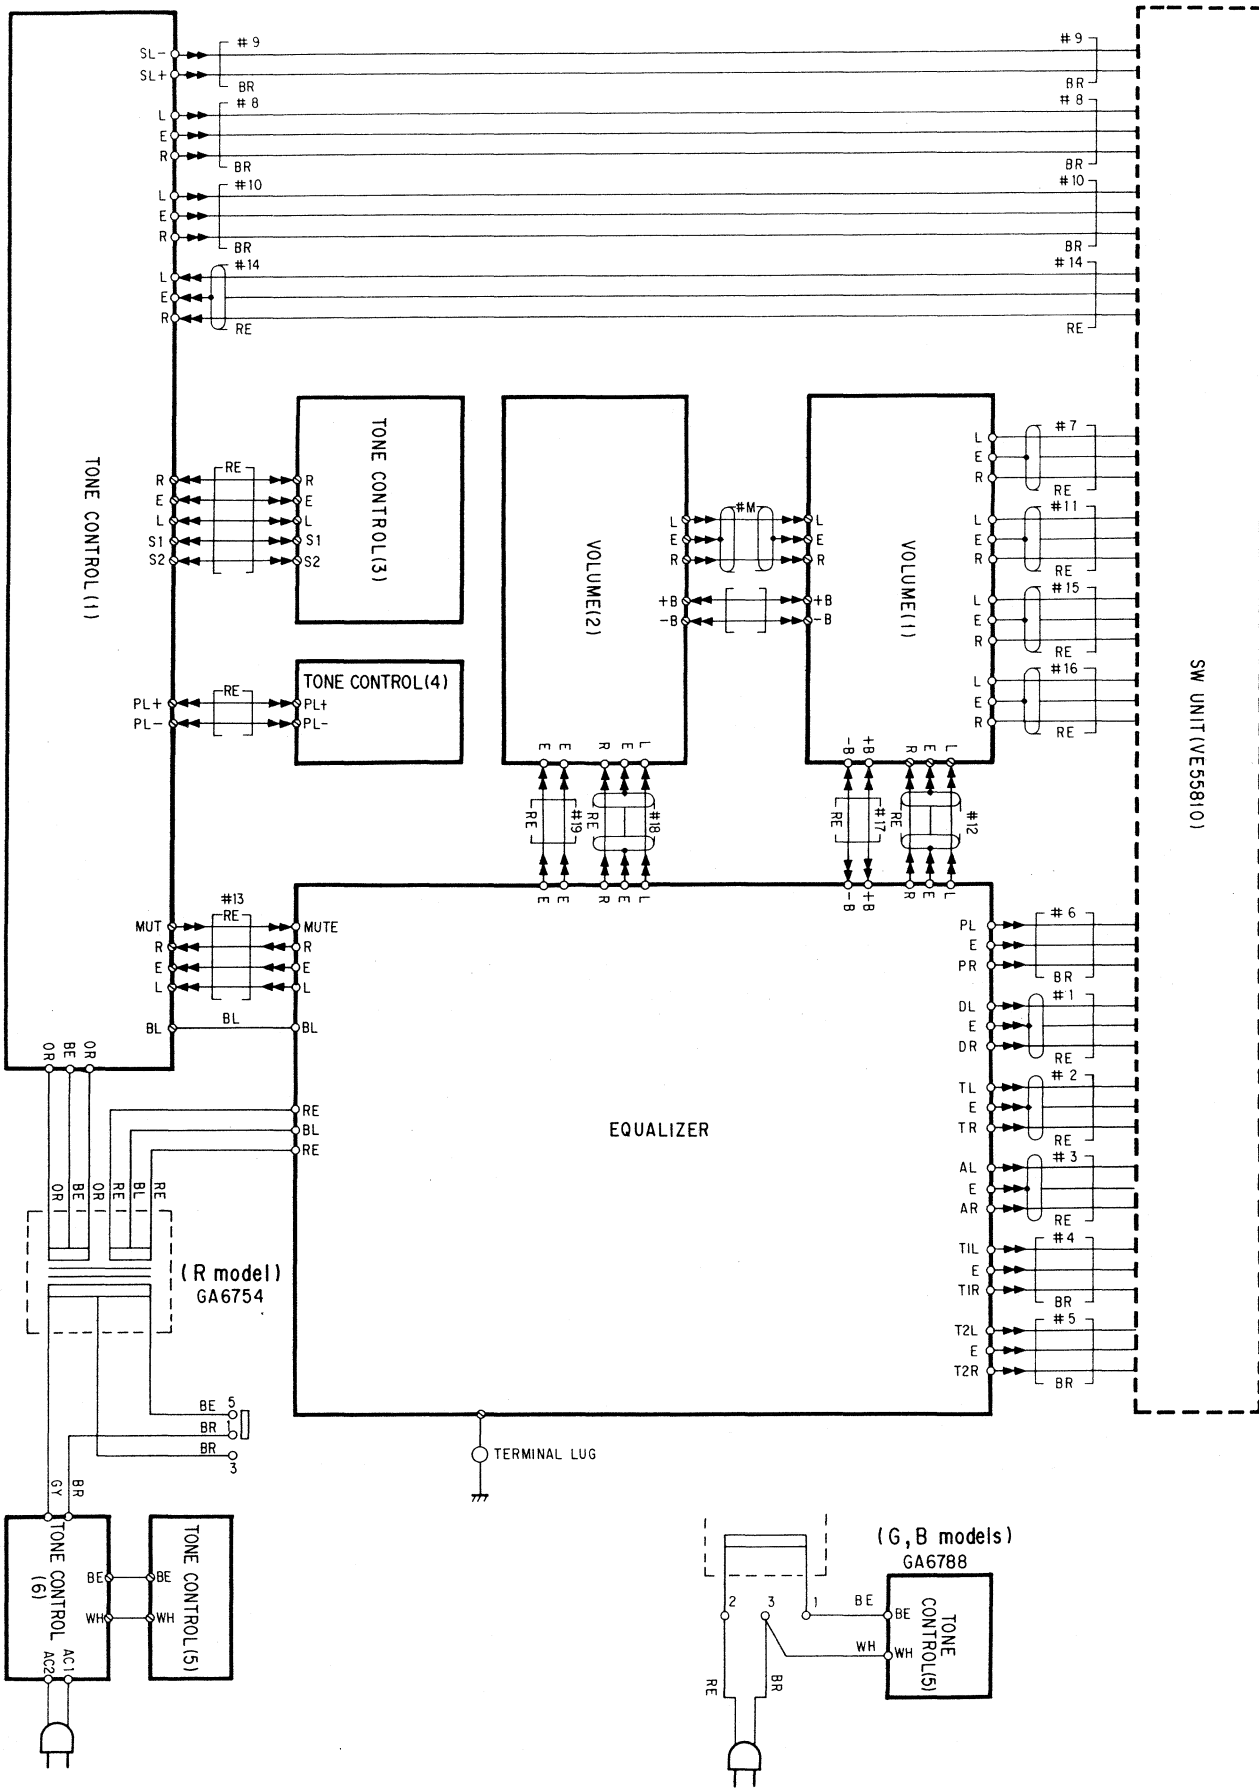 SL-
SL+
#9
BR
#9
BR
L
E
R
#8
BR
#8
BR
L
E
R
#10
BR
#10
BR
L
E
R
#14
RE
#14
RE
TONE CONTROL(1)
R
E
L
S1
S2
RE
R
E
L
S1
S2
TONE CONTROL(3)
PL+
PL-
RE
PL+
PL-
TONE CONTROL(4)
VOLUME(2)
L
E
R
+B
-B
#M
L
E
R
+B
-B
VOLUME(1)
L
E
R
#7
RE
L
E
R
#11
RE
L
E
R
#15
RE
L
E
R
#16
RE
SW UNIT(VE55810)
E
E
R
E
L
RE
#19
RE
#18
E
E
R
E
L
-B
+B
R
E
L
RE
#17
RE
#12
-B
+B
R
E
L
MUT
R
E
L
#13
RE
MUTE
R
E
L
BL
BL
BL
OR
BE
OR
RE
BL
RE
EQUALIZER
PL
E
PR
#6
BR
DL
E
DR
#1
RE
TL
E
TR
#2
RE
AL
E
AR
#3
RE
T1L
E
T1R
#4
BR
T2L
E
T2R
#5
BR
OR
BE
OR
RE
BL
RE
(R model)
GA6754
BE 5
BR 1
BR
3
TERMINAL LUG
GY
BR
TONE CONTROL
(6)
BE
WH
BE
WH
TONE CONTROL(5)
AC2
AC1
(G,B models)
GA6788
2
3
1
BE
WH
BE
WH
TONE
CONTROL(5)
RE
BR